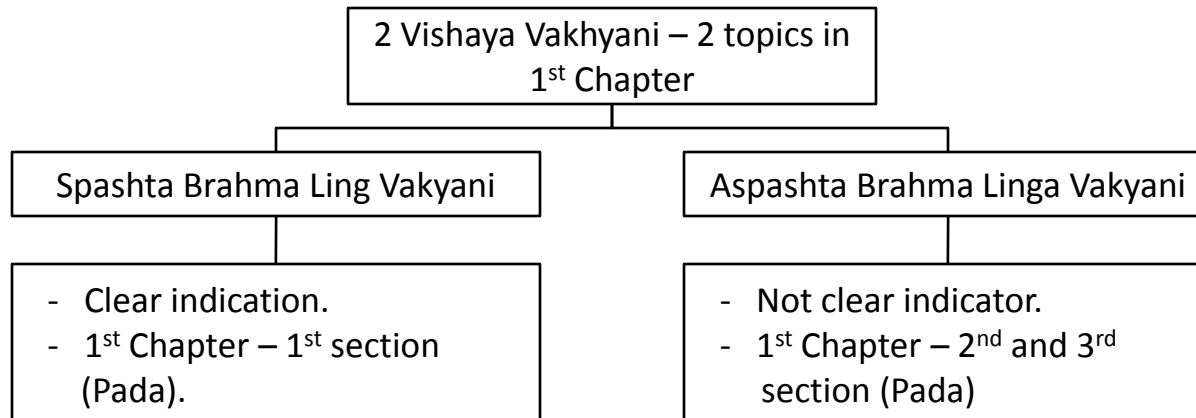 2 Vishaya Vakhyani – 2 topics in
1st Chapter
Spashta Brahma Ling Vakyani
Aspashta Brahma Linga Vakyani
- Clear indication.
- 1st Chapter – 1st section
(Pada).
- Not clear indicator.
- 1st Chapter – 2nd and 3rd
section (Pada)